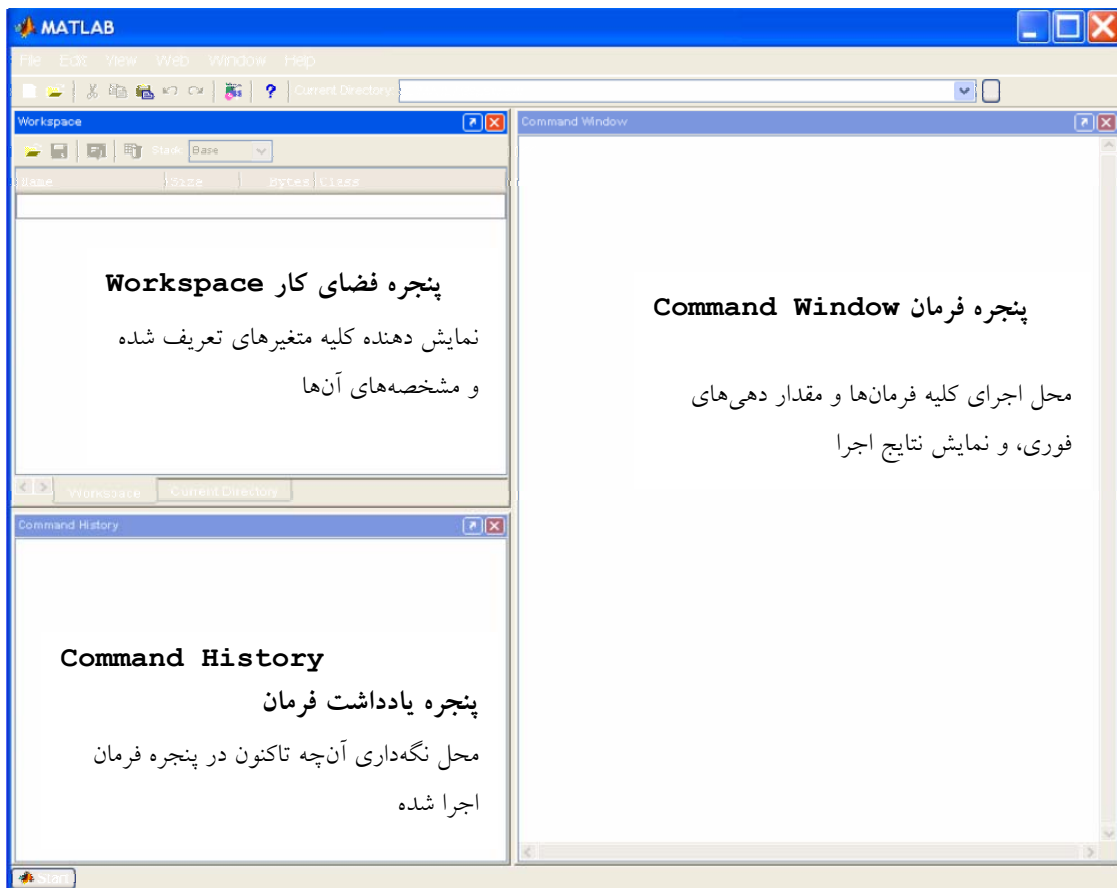 MATLAB
File Edit View Web Window Help
? Current Directory:
Workspace
Stack: Base
Name Size Bytes Class
پنجره فضای کار Workspace
نمایش دهنده کلیه متغیرهای تعریف شده
و مشخصه‌های آن‌ها
Workspace Current Directory
Command History
Command History
پنجره یادداشت فرمان
محل نگه‌داری آن‌چه تاکنون در پنجره فرمان
اجرا شده
Command Window
پنجره فرمان Command Window
محل اجرای کلیه فرمان‌ها و مقدار دهی‌های
فوری، و نمایش نتایج اجرا
Start